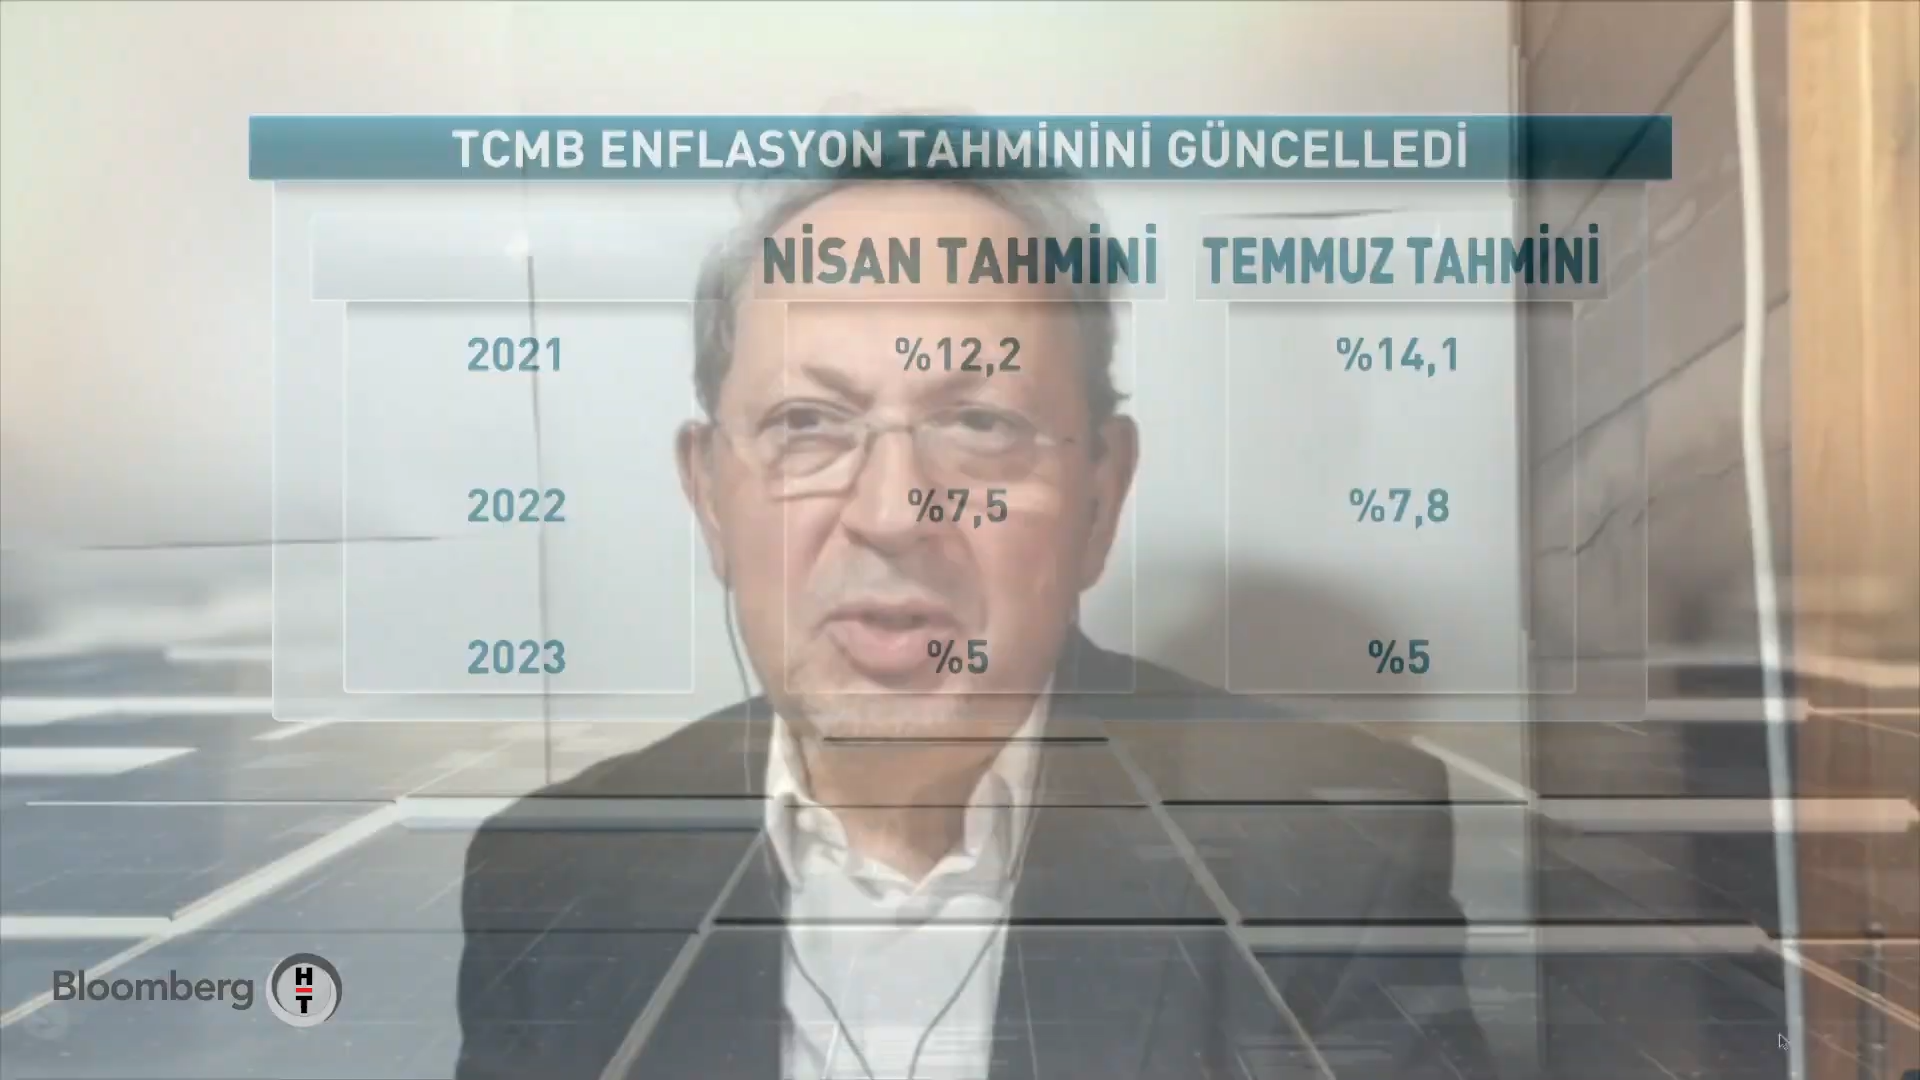 TCMB ENFLASYON TAHMİNİNİ GÜNCELLEDİ
NİSAN TAHMİNİ TEMMUZ TAHMİNİ
2021 %12,2 %14,1
2022 %7,5 %7,8
2023 %5 %5
Bloomberg HT